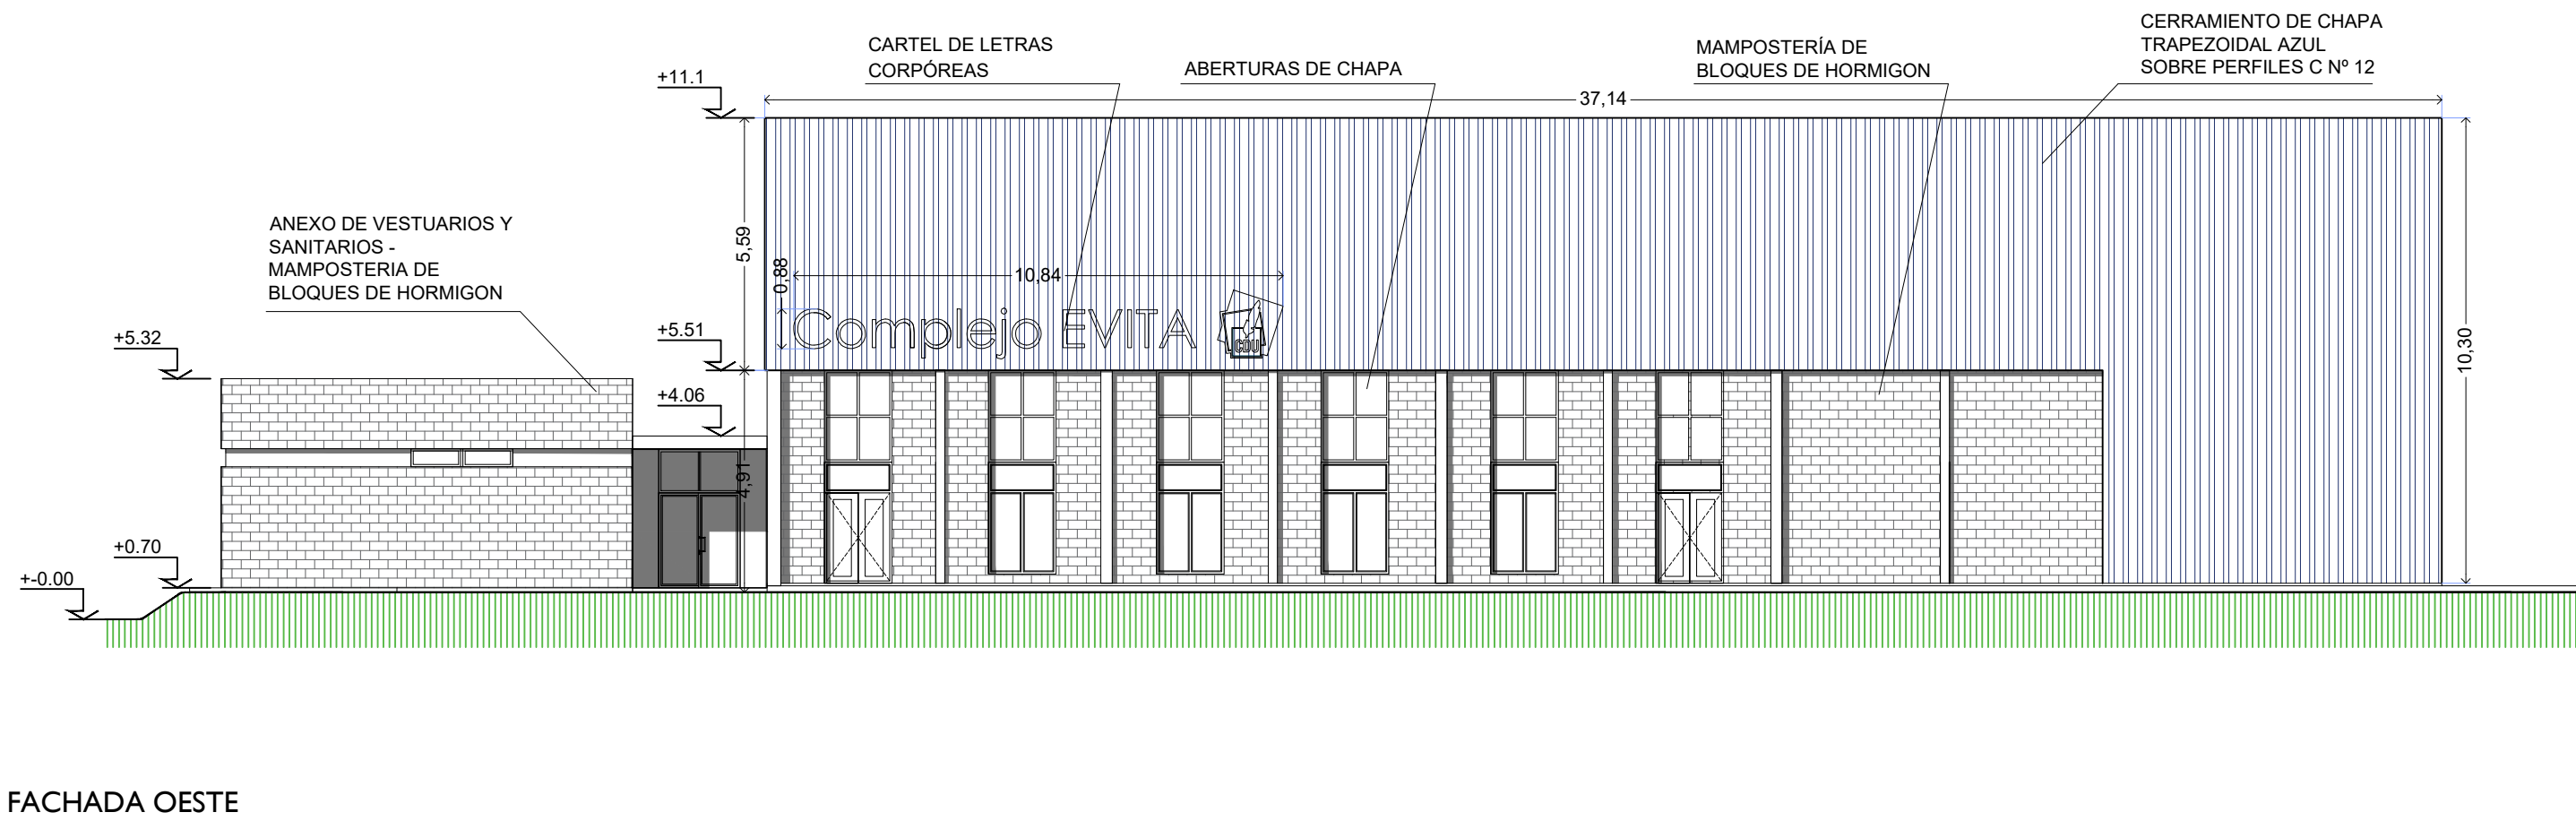 CERRAMIENTO DE CHAPA
TRAPEZOIDAL AZUL
SOBRE PERFILES C Nº 12
CARTEL DE LETRAS
CORPÓREAS
ABERTURAS DE CHAPA
MAMPOSTERÍA DE
BLOQUES DE HORMIGON
+11.1
37,14
ANEXO DE VESTUARIOS Y
SANITARIOS -
MAMPOSTERIA DE
BLOQUES DE HORMIGON
5,59
0,88
10,84
Complejo EVITA
CDU
+5.32
+5.51
10,30
+4.06
4,91
+0.70
+-0.00
FACHADA OESTE